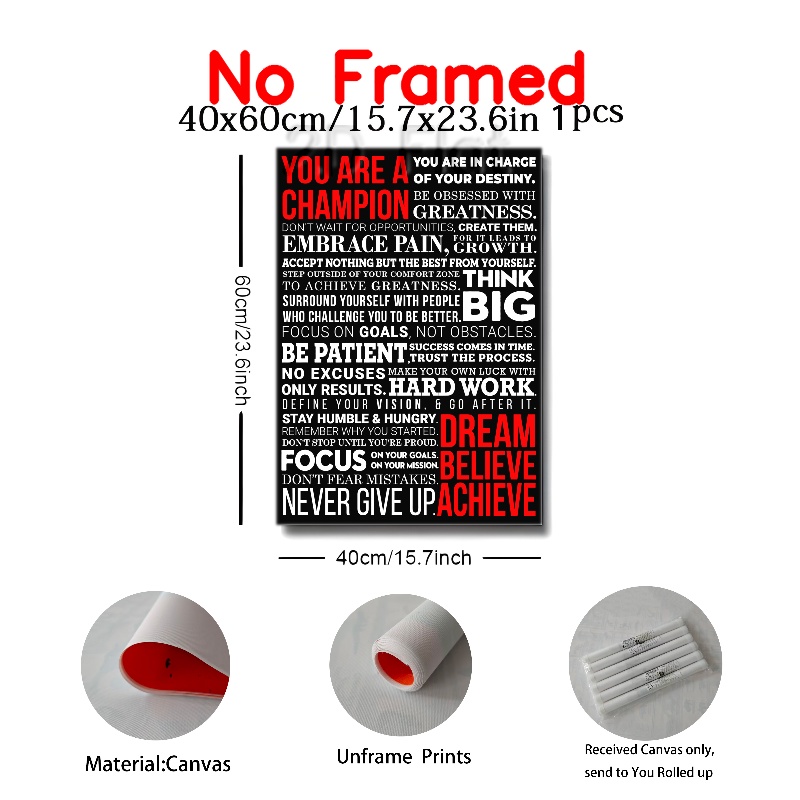 No Framed
40x60cm/15.7x23.6in 1pcs
YOU ARE A
CHAMPION
YOU ARE IN CHARGE
OF YOUR DESTINY.
BE OBSESSED WITH
GREATNESS.
DON'T WAIT FOR OPPORTUNITIES, CREATE THEM.
EMBRACE PAIN, FOR IT LEADS TO
GROWTH.
ACCEPT NOTHING BUT THE BEST FROM YOURSELF.
STEP OUTSIDE OF YOUR COMFORT ZONE
TO ACHIEVE GREATNESS.
THINK
BIG
SURROUND YOURSELF WITH PEOPLE
WHO CHALLENGE YOU TO BE BETTER.
FOCUS ON GOALS, NOT OBSTACLES.
BE PATIENT, SUCCESS COMES IN TIME.
TRUST THE PROCESS.
NO EXCUSES
ONLY RESULTS.
MAKE YOUR OWN LUCK WITH
HARD WORK
DEFINE YOUR VISION, & GO AFTER IT.
STAY HUMBLE & HUNGRY.
REMEMBER WHY YOU STARTED.
DON'T STOP UNTIL YOU'RE PROUD.
FOCUS ON YOUR GOALS.
ON YOUR MISSION.
DON'T FEAR MISTAKES.
NEVER GIVE UP.
DREAM
BELIEVE
ACHIEVE
60cm/23.6inch
40cm/15.7inch
Material:Canvas
Unframe Prints
Received Canvas only,
send to You Rolled up